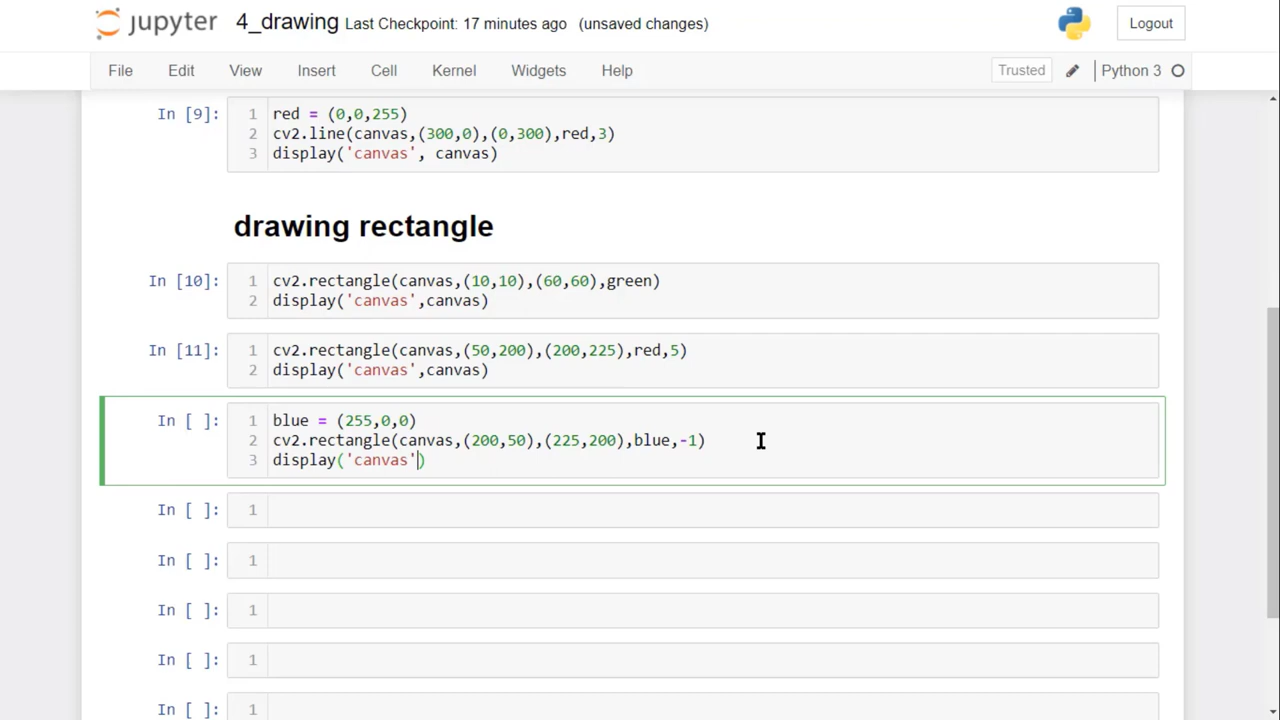 jupyter 4_drawing Last Checkpoint: 17 minutes ago (unsaved changes) Logout
File Edit View Insert Cell Kernel Widgets Help Trusted Python 3
In [9]: 1 red = (0,0,255)
2 cv2.line(canvas,(300,0),(0,300),red,3)
3 display('canvas', canvas)
drawing rectangle
In [10]: 1 cv2.rectangle(canvas,(10,10),(60,60),green)
2 display('canvas',canvas)
In [11]: 1 cv2.rectangle(canvas,(50,200),(200,225),red,5)
2 display('canvas',canvas)
In [ ]: 1 blue = (255,0,0)
2 cv2.rectangle(canvas,(200,50),(225,200),blue,-1)
3 display('canvas')
In [ ]: 1
In [ ]: 1
In [ ]: 1
In [ ]: 1
In [ ]: 1